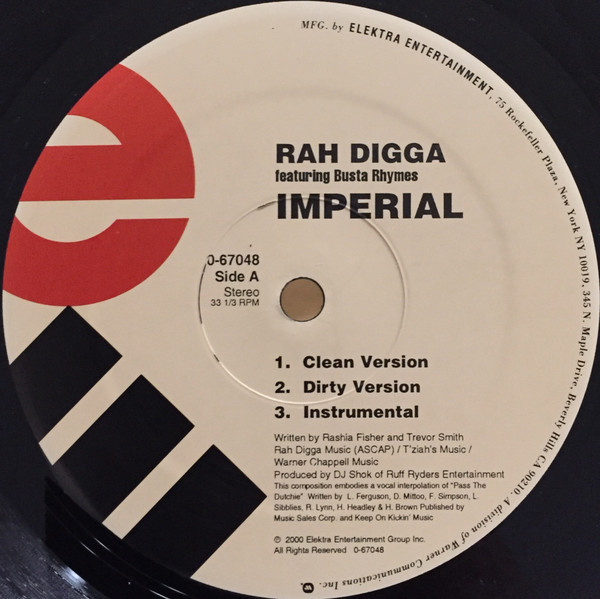 MFG. by ELEKTRA ENTERTAINMENT, 75 Rockefeller Plaza, New York NY 10019, 345 N. Maple Drive, Beverly Hills CA 90210. A division of Warner Communications Inc.
RAH DIGGA
featuring Busta Rhymes
IMPERIAL
0-67048
Side A
Stereo
33 1/3 RPM
1. Clean Version
2. Dirty Version
3. Instrumental
Written by Rashia Fisher and Trevor Smith
Rah Digga Music (ASCAP) / T'ziah's Music /
Warner Chappell Music
Produced by DJ Shok of Ruff Ryders Entertainment
This composition embodies a vocal interpolation of "Pass The
Dutchie" Written by L. Ferguson, D. Mittoo, F. Simpson, L.
Sibblies, R. Lynn, H. Headley & H. Brown Published by
Music Sales Corp. and Keep On Kickin' Music
℗ 2000 Elektra Entertainment Group Inc.
All Rights Reserved 0-67048